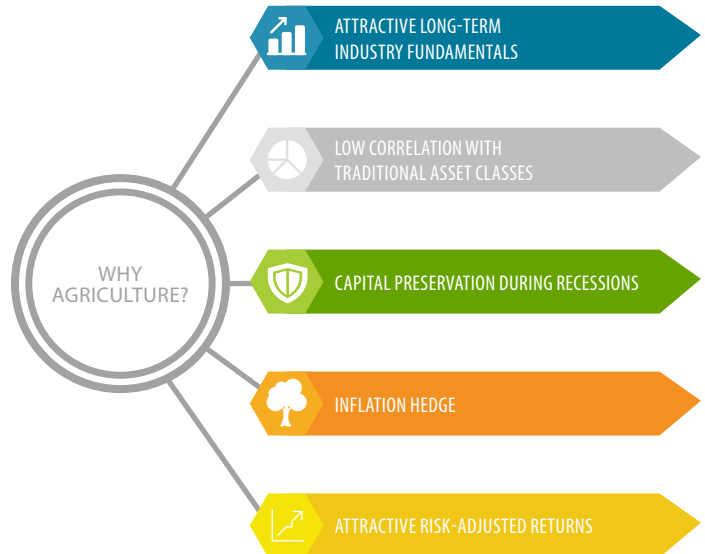 ATTRACTIVE LONG-TERM
INDUSTRY FUNDAMENTALS
LOW CORRELATION WITH
TRADITIONAL ASSET CLASSES
WHY
AGRICULTURE?
CAPITAL PRESERVATION DURING RECESSIONS
INFLATION HEDGE
ATTRACTIVE RISK-ADJUSTED RETURNS